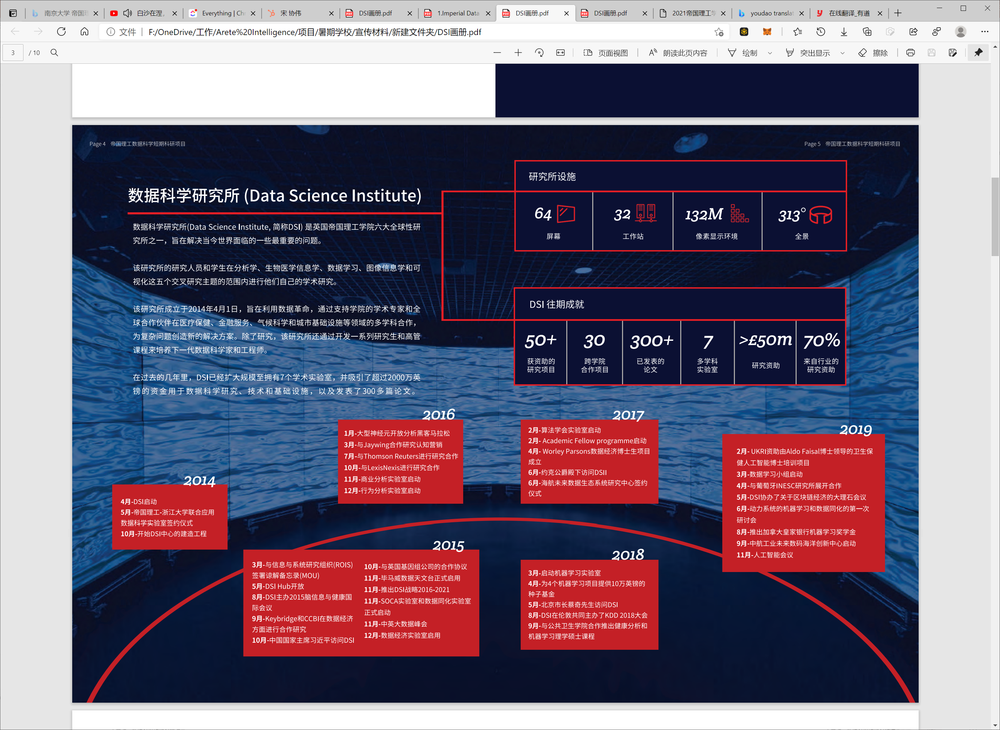 南京大学 帝国理
白沙在涅，
Everything | Chr
宋 协伟
DSI画册.pdf
1.Imperial Data
DSI画册.pdf
DSI画册.pdf
2021帝国理工学
youdao translat
在线翻译_有道
文件
F:/OneDrive/工作/Arete%20Intelligence/项目/暑期学校/宣传材料/新建文件夹/DSI画册.pdf
3 / 10
页面视图
朗读此页内容
绘制
突出显示
擦除
Page 4 帝国理工数据科学短期科研项目
Page 5 帝国理工数据科学短期科研项目
数据科学研究所 (Data Science Institute)
数据科学研究所(Data Science Institute, 简称DSI) 是英国帝国理工学院六大全球性研
究所之一，旨在解决当今世界面临的一些最重要的问题。
该研究所的研究人员和学生在分析学、生物医学信息学、数据学习、图像信息学和可
视化这五个交叉研究主题的范围内进行他们自己的学术研究。
该研究所成立于2014年4月1日，旨在利用数据革命，通过支持学院的学术专家和全
球合作伙伴在医疗保健、金融服务、气候科学和城市基础设施等领域的多学科合作，
为复杂问题创造新的解决方案。除了研究，该研究所还通过开发一系列研究生和高管
课程来培养下一代数据科学家和工程师。
在过去的几年里，DSI已经扩大规模至拥有7个学术实验室，并吸引了超过2000万英
镑的资金用于数据科学研究、技术和基础设施，以及发表了300多篇论文。
研究所设施
64
屏幕
32
工作站
132M
像素显示环境
313°
全景
DSI 往期成就
50+
获资助的
研究项目
30
跨学院
合作项目
300+
已发表的
论文
7
多学科
实验室
>£50m
研究资助
70%
来自行业的
研究资助
2014
4月-DSI启动
5月-帝国理工-浙江大学联合应用
数据科学实验室签约仪式
10月-开始DSI中心的建造工程
2015
3月-与信息与系统研究组织(ROIS)
签署谅解备忘录(MOU)
5月-DSI Hub开放
8月-DSI主办2015脑信息与健康国
际会议
9月-Keybridge和CCBI在数据经济
方面进行合作研究
10月-中国国家主席习近平访问DSI
10月-与英国基因组公司的合作协议
11月-毕马威数据天文台正式启用
11月-推出DSI战略2016-2021
11月-SOCA实验室和数据同化实验室
正式启动
11月-中英大数据峰会
12月-数据经济实验室启用
2016
1月-大型神经元开放分析黑客马拉松
3月-与Jaywing合作研究认知营销
7月-与Thomson Reuters进行研究合作
10月-与LexisNexis进行研究合作
11月-商业分析实验室启动
12月-行为分析实验室启动
2017
2月-算法学会实验室启动
2月- Academic Fellow programme启动
4月- Worley Parsons数据经济博士生项目
成立
6月-约克公爵殿下访问DSII
6月-海航未来数据生态系统研究中心签约
仪式
2018
3月-启动机器学习实验室
4月-为4个机器学习项目提供10万英镑的
种子基金
5月-北京市长蔡奇先生访问DSI
8月-DSI在伦敦共同主办了KDD 2018大会
9月-与公共卫生学院合作推出健康分析和
机器学习理学硕士课程
2019
2月- UKRI资助由Aldo Faisal博士领导的卫生保
健人工智能博士培训项目
3月-数据学习小组启动
4月-与葡萄牙INESC研究所展开合作
5月-DSI协办了关于区块链经济的大理石会议
6月-动力系统的机器学习和数据同化的第一次
研讨会
8月-推出加拿大皇家银行机器学习奖学金
9月-中航工业未来数码海洋创新中心启动
11月-人工智能会议